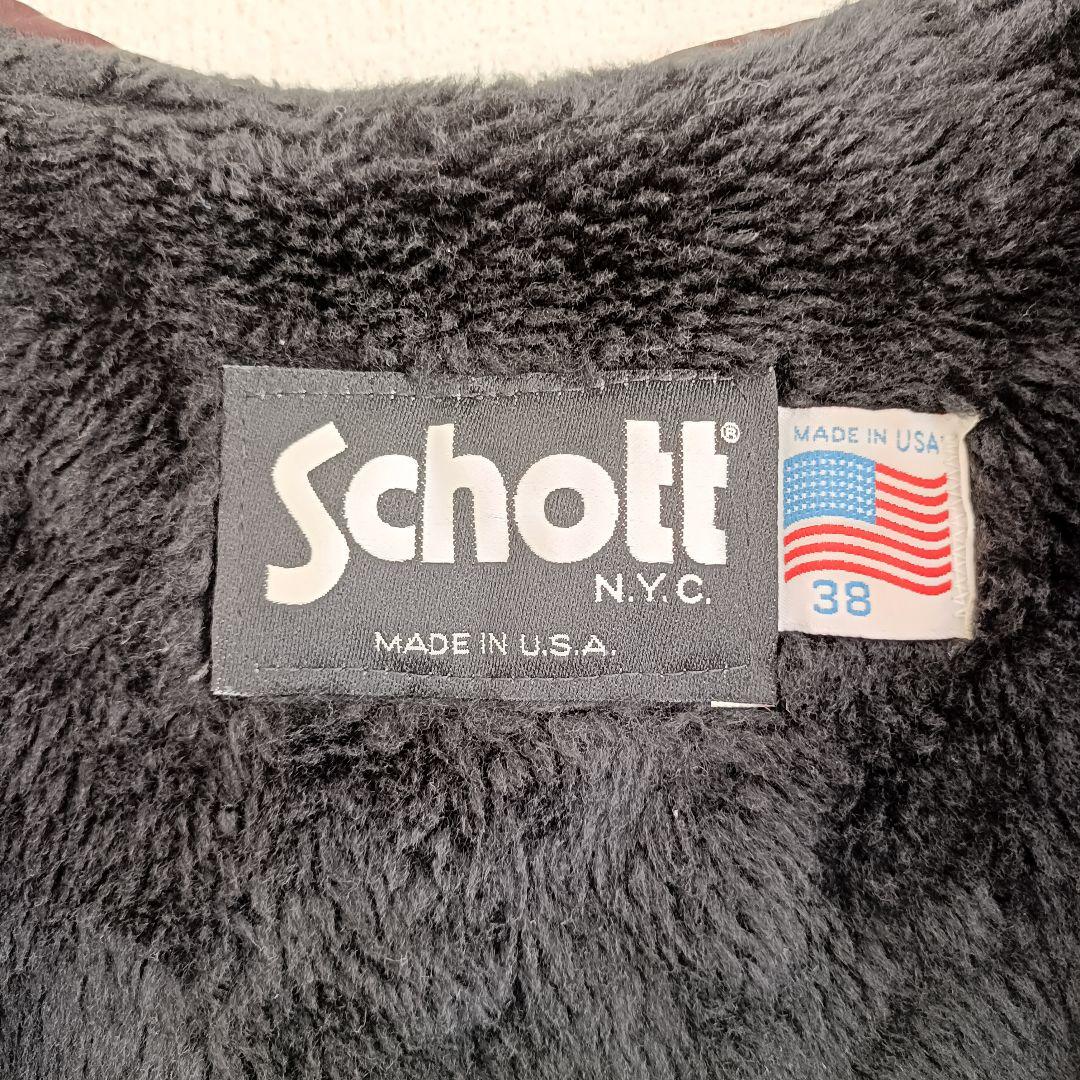 Schott®
N.Y.C.
MADE IN U.S.A.
MADE IN USA
38